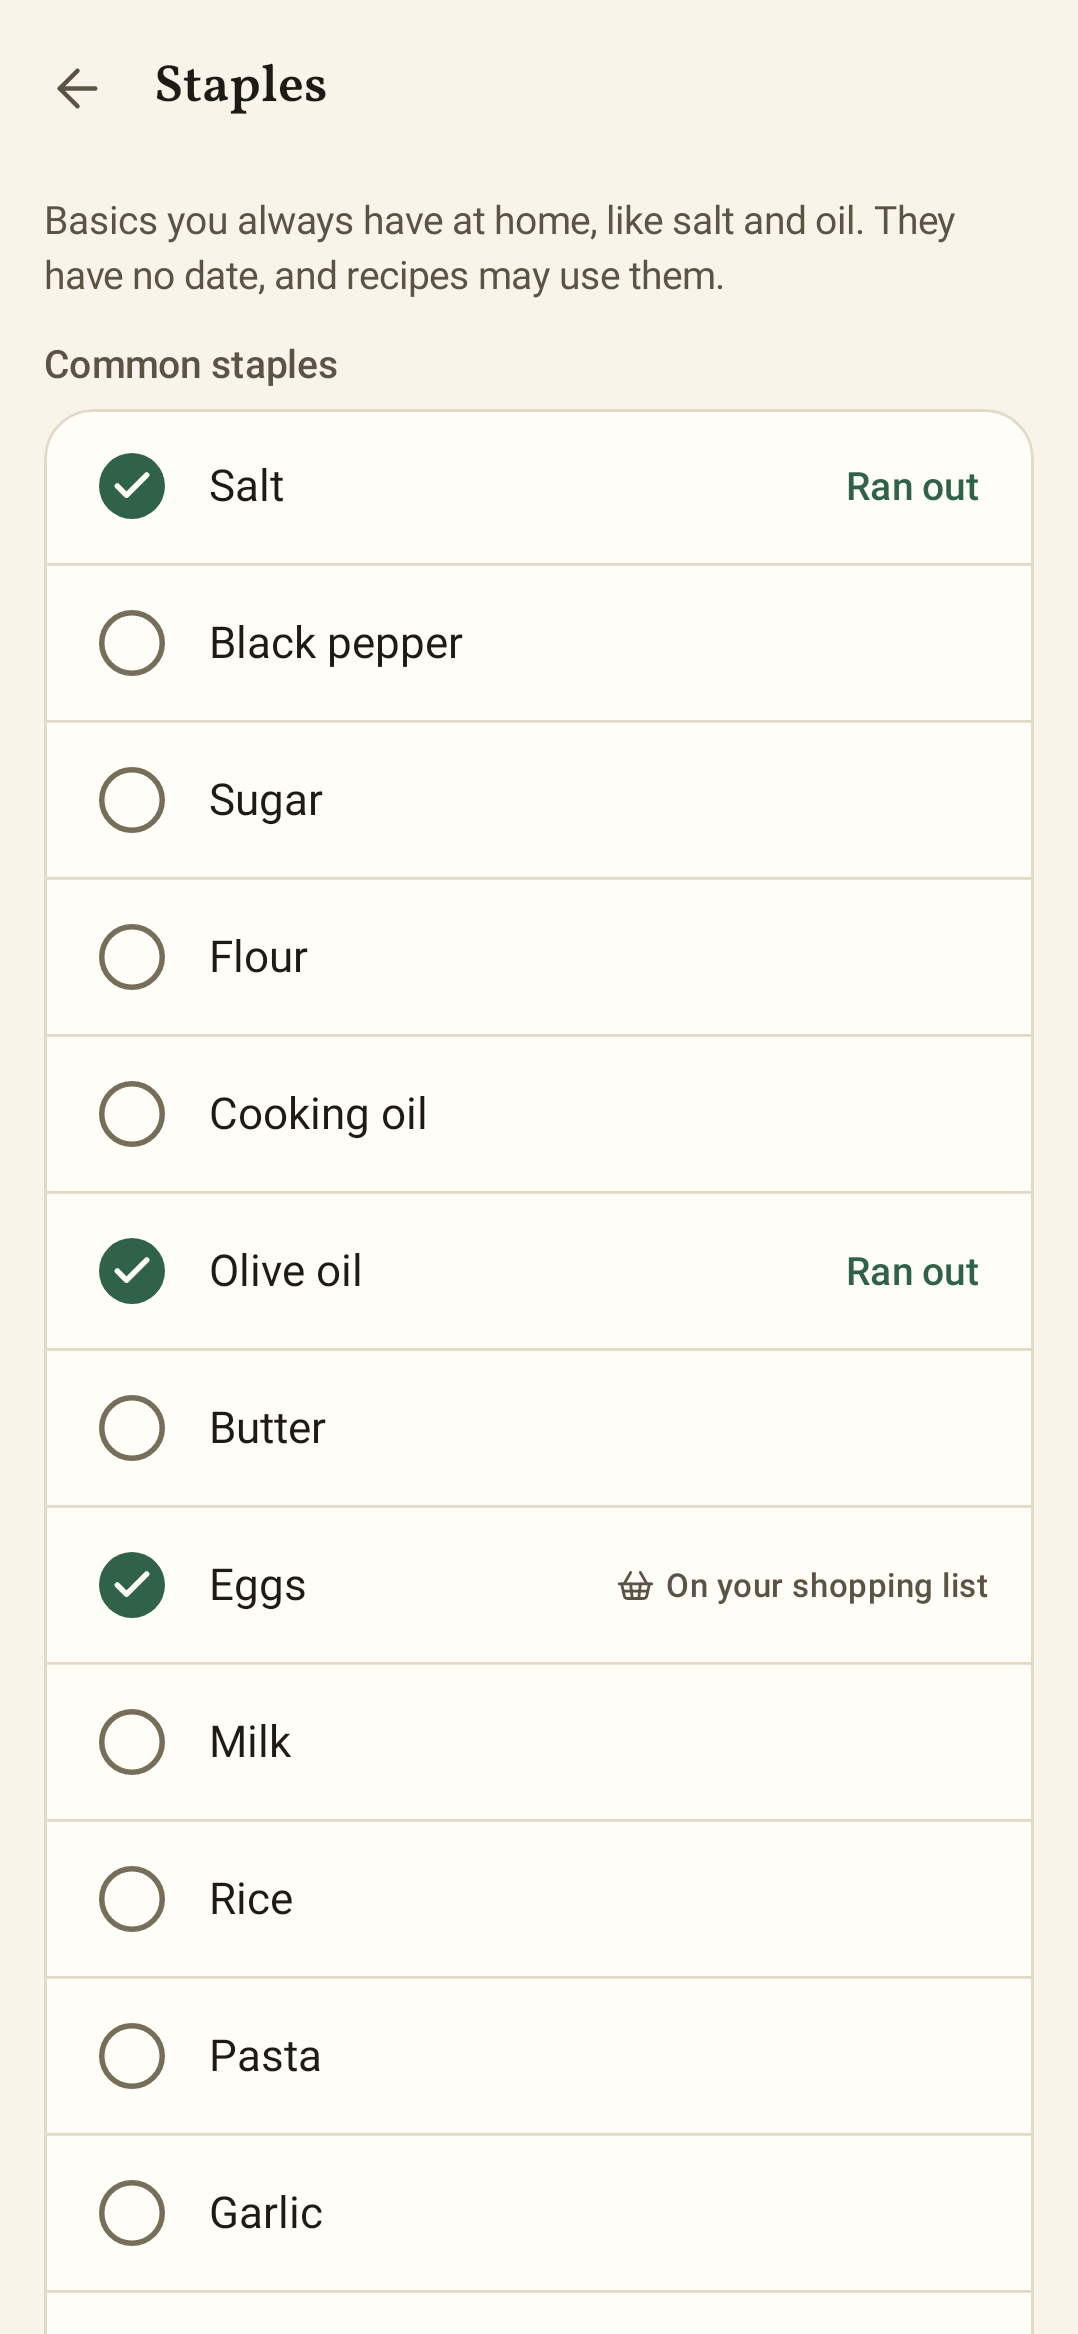 Staples
Basics you always have at home, like salt and oil. They
have no date, and recipes may use them.
Common staples
Salt Ran out
Black pepper
Sugar
Flour
Cooking oil
Olive oil Ran out
Butter
Eggs On your shopping list
Milk
Rice
Pasta
Garlic